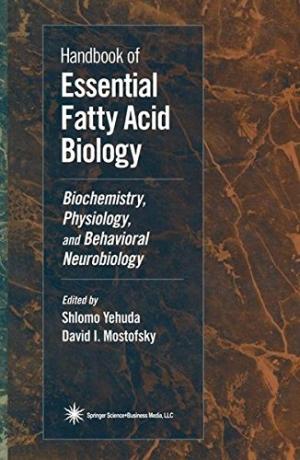 Handbook of
Essential
Fatty Acid
Biology
Biochemistry,
Physiology,
and Behavioral
Neurobiology
Edited by
Shlomo Yehuda
David I. Mostofsky
Springer Science+Business Media, LLC